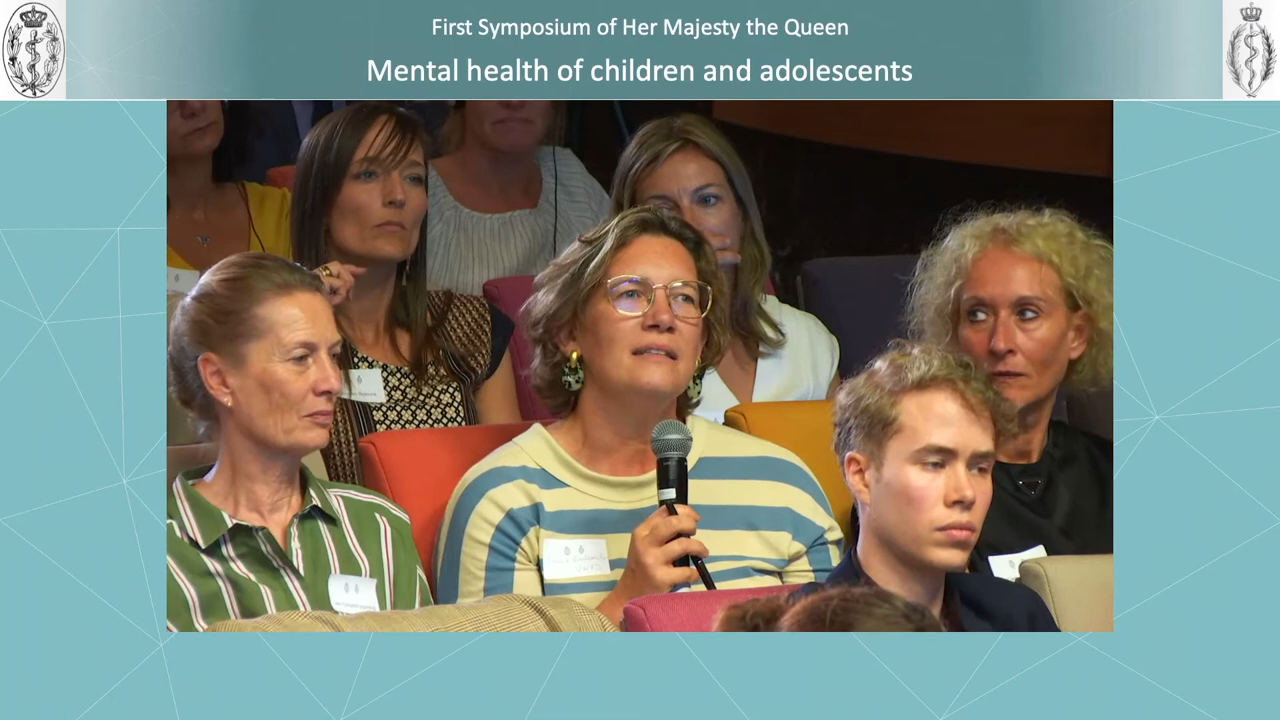 First Symposium of Her Majesty the Queen
Mental health of children and adolescents